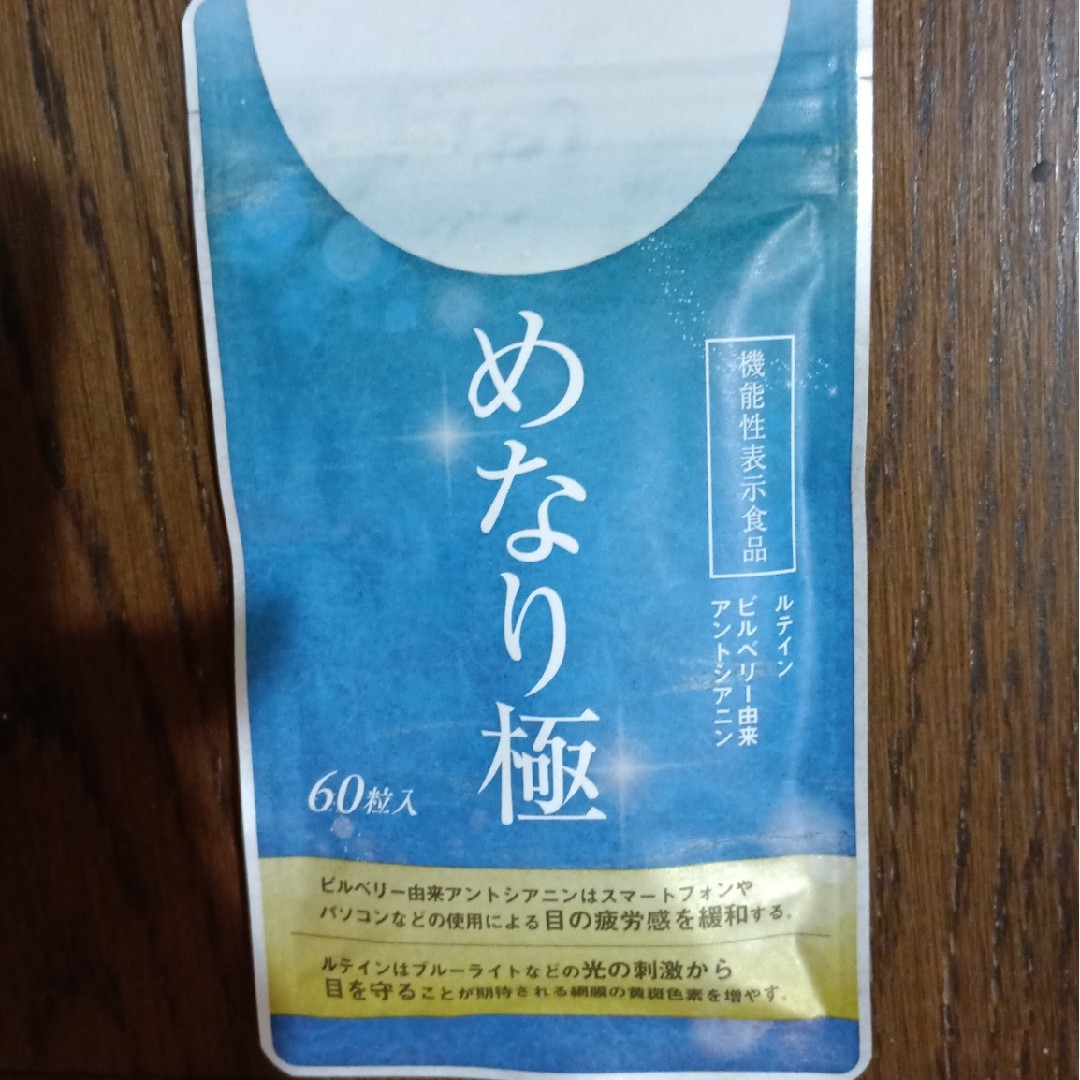 めなり極
機能性表示食品
ルテイン
ビルベリー由来
アントシアニン
60粒入
ビルベリー由来アントシアニンはスマートフォンや
パソコンなどの使用による目の疲労感を緩和する。
ルテインはブルーライトなどの光の刺激から
目を守ることが期待される網膜の黄斑色素を増やす。